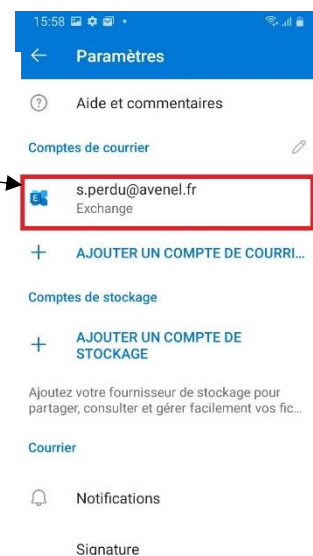 15:58
Paramètres
Aide et commentaires
Comptes de courrier
s.perdu@avenel.fr
Exchange
AJOUTER UN COMPTE DE COURRI...
Comptes de stockage
AJOUTER UN COMPTE DE
STOCKAGE
Ajoutez votre fournisseur de stockage pour
partager, consulter et gérer facilement vos fic...
Courrier
Notifications
Signature